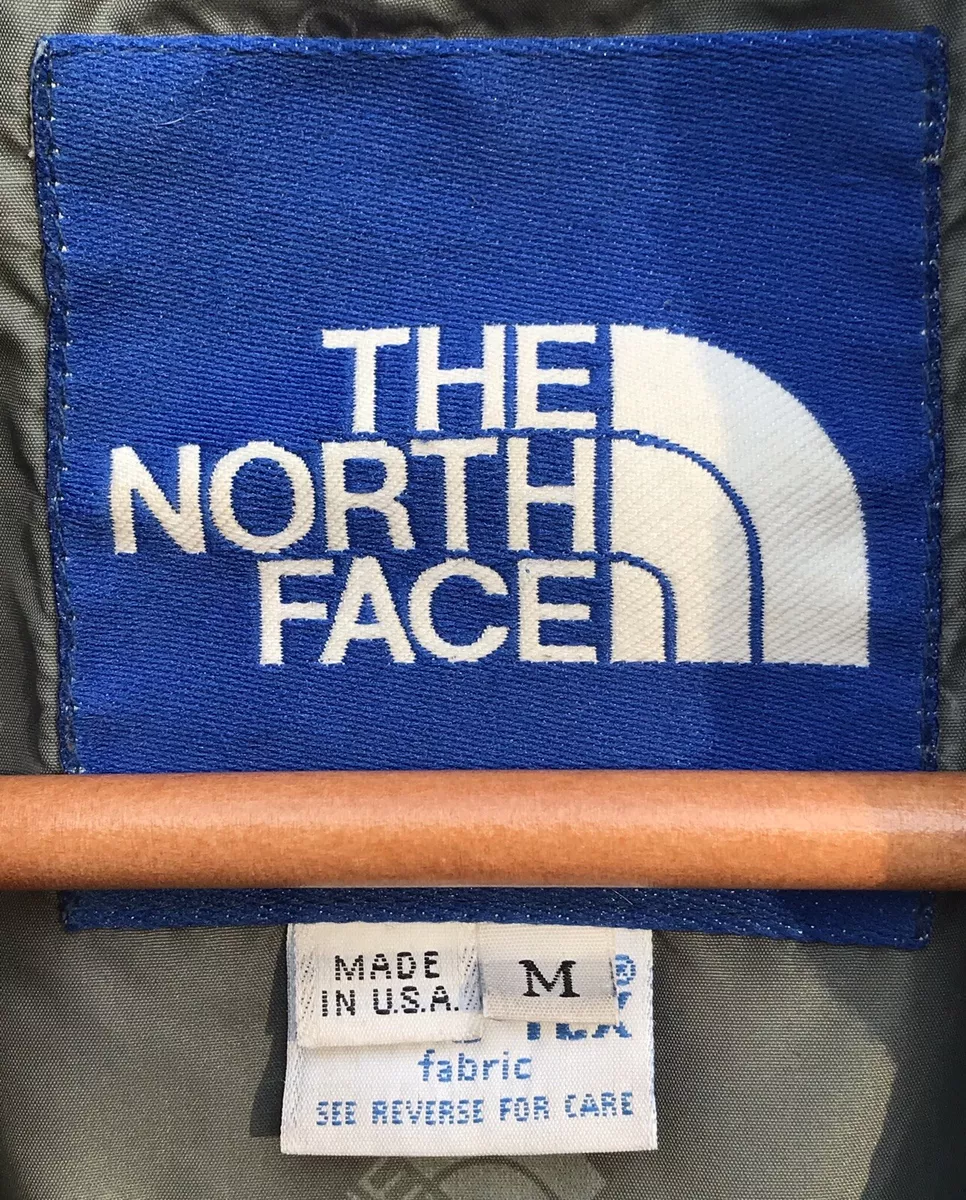 THE
NORTH
FACE
MADE
IN U.S.A.
M
®
fabric
SEE REVERSE FOR CARE